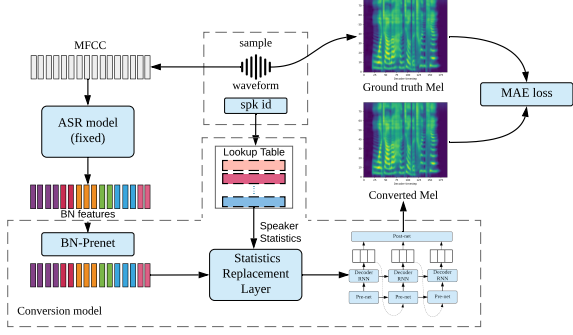 MFCC
sample
waveform
spk id
Ground truth Mel
MAE loss
ASR model
(fixed)
Lookup Table
BN features
Converted Mel
Speaker
Statistics
BN-Prenet
Statistics
Replacement
Layer
Post-net
Decoder
RNN
Decoder
RNN
Decoder
RNN
Pre-net
Pre-net
Pre-net
Conversion model